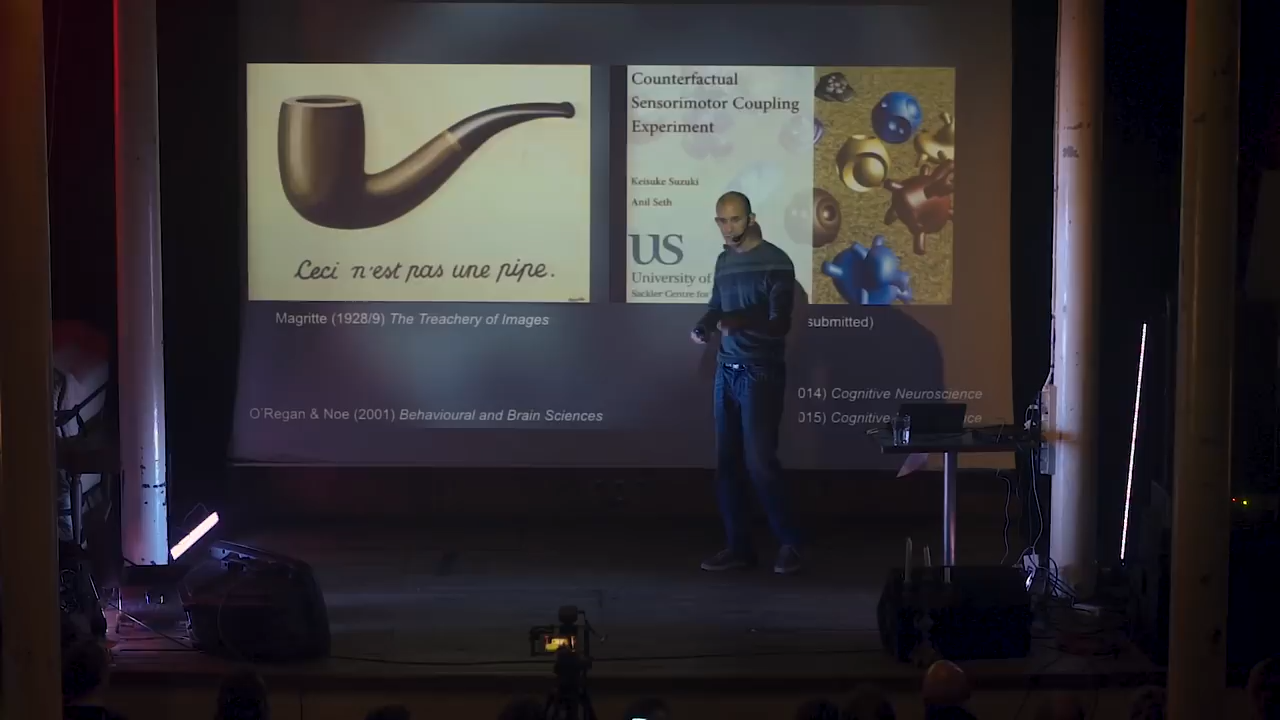 Ceci n'est pas une pipe.
Magritte (1928/9) The Treachery of Images
O'Regan & Noe (2001) Behavioural and Brain Sciences
Counterfactual
Sensorimotor Coupling
Experiment
Keisuke Suzuki
Anil Seth
US
University of
Sackler Centre for
submitted)
014) Cognitive Neuroscience
015) Cognitive